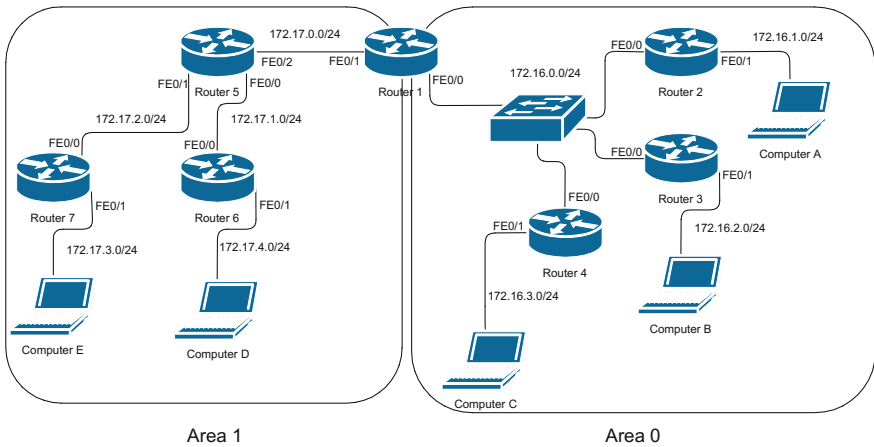 172.17.0.0/24
FE0/1
FE0/2
Router 5
FE0/1
FE0/0
Router 1
FE0/0
172.16.0.0/24
FE0/0
172.16.1.0/24
FE0/1
Router 2
Computer A
172.17.2.0/24
172.17.1.0/24
FE0/0
FE0/0
Router 7
FE0/1
Router 6
FE0/1
172.17.3.0/24
172.17.4.0/24
Computer E
Computer D
FE0/0
Router 3
FE0/1
172.16.2.0/24
Computer B
FE0/0
FE0/1
Router 4
172.16.3.0/24
Computer C
Area 1
Area 0